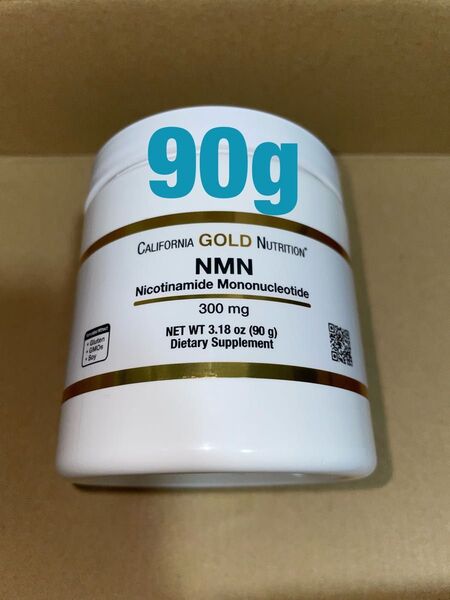 90g
CALIFORNIA GOLD NUTRITION®
NMN
Nicotinamide Mononucleotide
300 mg
NET WT 3.18 oz (90 g)
Dietary Supplement
• Gluten
• GMOs
• Soy